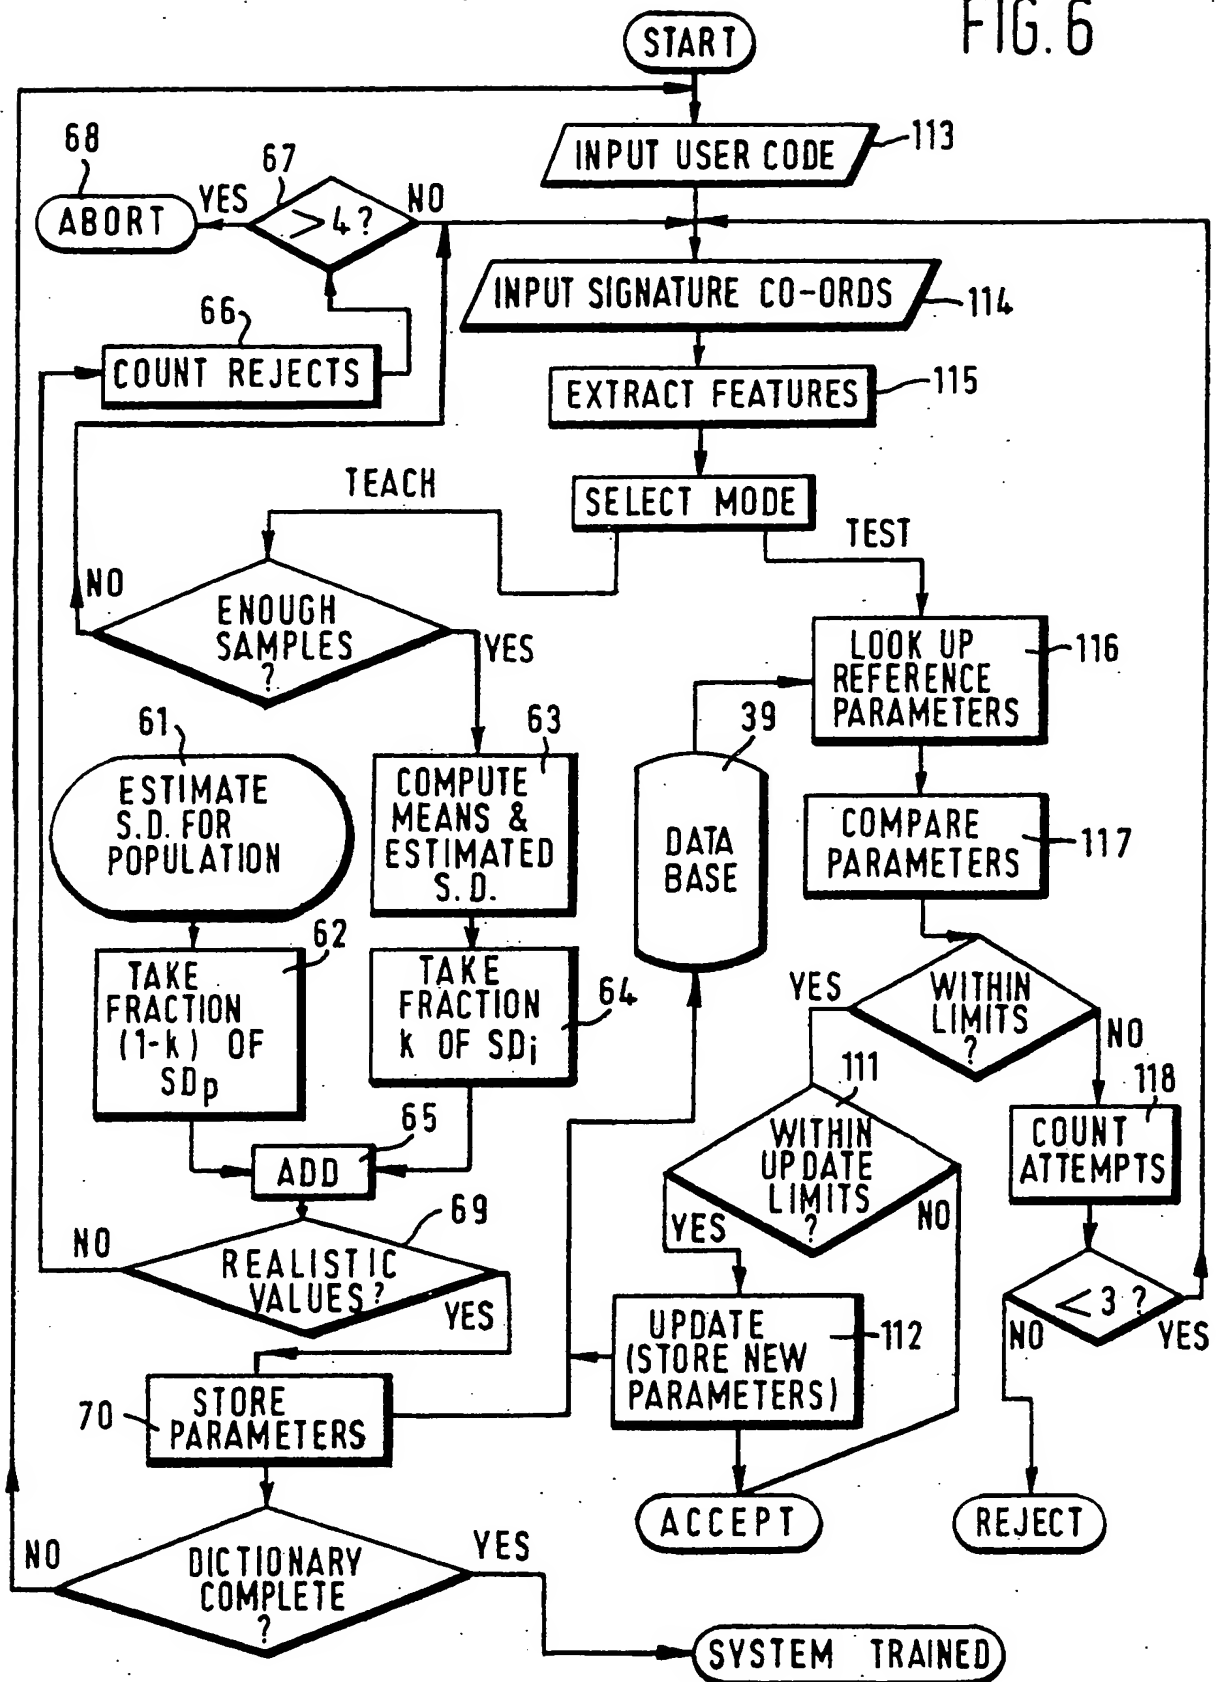 FIG. 6
START
INPUT USER CODE
113
68
67
ABORT
YES
> 4 ?
NO
INPUT SIGNATURE CO-ORDS
114
66
COUNT REJECTS
EXTRACT FEATURES
115
TEACH
SELECT MODE
TEST
NO
ENOUGH
SAMPLES
?
YES
LOOK UP
REFERENCE
PARAMETERS
116
61
ESTIMATE
S.D. FOR
POPULATION
63
COMPUTE
MEANS &
ESTIMATED
S.D.
39
DATA
BASE
COMPARE
PARAMETERS
117
62
TAKE
FRACTION
(1-k) OF
SDp
TAKE
FRACTION
k OF SDi
64
YES
WITHIN
LIMITS
?
NO
111
WITHIN
UPDATE
LIMITS
?
YES
NO
118
COUNT
ATTEMPTS
65
ADD
69
NO
REALISTIC
VALUES?
YES
< 3 ?
NO
YES
UPDATE
(STORE NEW
PARAMETERS)
112
70
STORE
PARAMETERS
ACCEPT
REJECT
NO
DICTIONARY
COMPLETE
?
YES
SYSTEM TRAINED